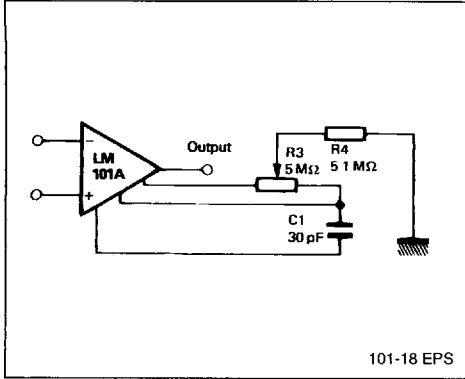 −
LM
101A
+
Output
R3
5 MΩ
R4
5 1 MΩ
C1
30 pF
101-18 EPS